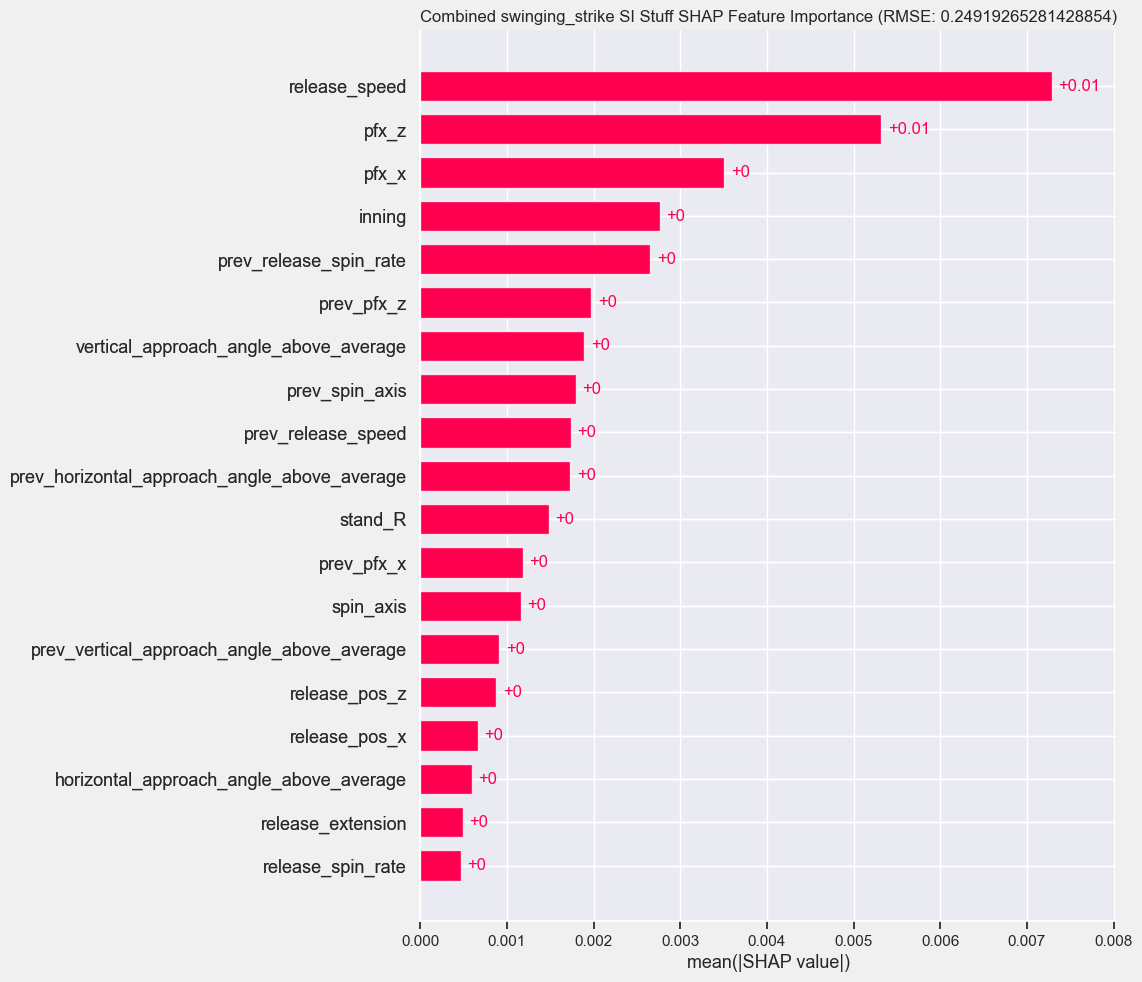 Combined swinging_strike SI Stuff SHAP Feature Importance (RMSE: 0.24919265281428854)
release_speed +0.01
pfx_z +0.01
pfx_x +0
inning +0
prev_release_spin_rate +0
prev_pfx_z +0
vertical_approach_angle_above_average +0
prev_spin_axis +0
prev_release_speed +0
prev_horizontal_approach_angle_above_average +0
stand_R +0
prev_pfx_x +0
spin_axis +0
prev_vertical_approach_angle_above_average +0
release_pos_z +0
release_pos_x +0
horizontal_approach_angle_above_average +0
release_extension +0
release_spin_rate +0
0.000 0.001 0.002 0.003 0.004 0.005 0.006 0.007 0.008
mean(|SHAP value|)